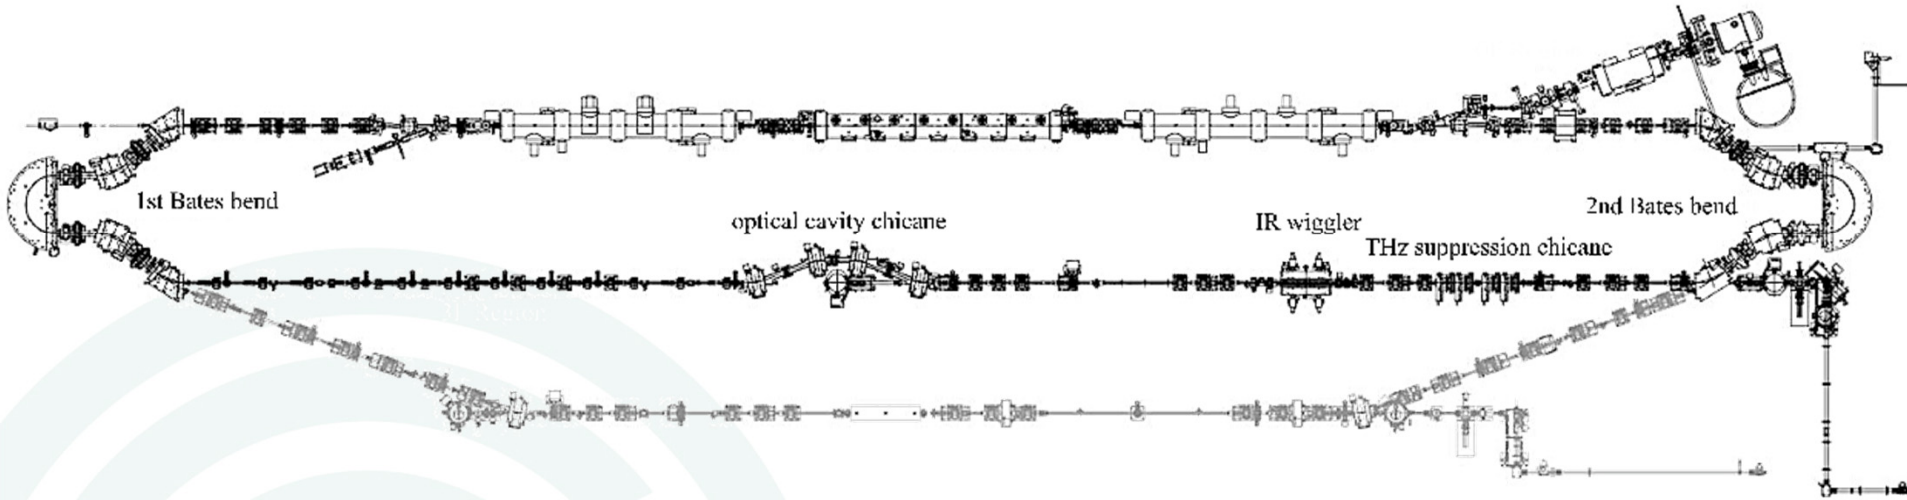 1st Bates bend
optical cavity chicane
IR wiggler
2nd Bates bend
THz suppression chicane